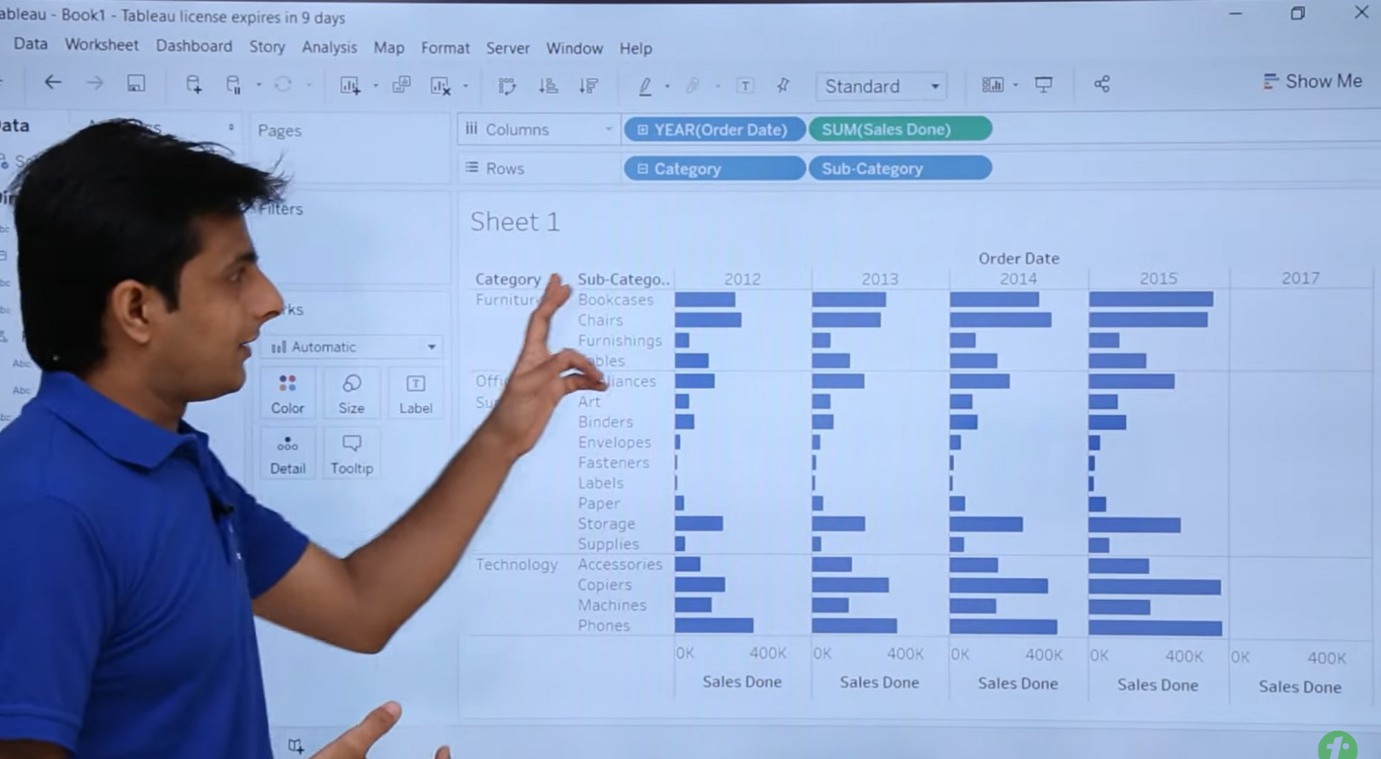 ableau - Book1 - Tableau license expires in 9 days
Data Worksheet Dashboard Story Analysis Map Format Server Window Help
Standard
Show Me
ata
Pages
Columns
YEAR(Order Date)
SUM(Sales Done)
Rows
Category
Sub-Category
Filters
Sheet 1
Order Date
Category Sub-Catego.. 2012 2013 2014 2015 2017
Bookcases
Chairs
Furnishings
Automatic
Color Size Label
Art
Binders
Envelopes
Detail Tooltip
Fasteners
Labels
Paper
Storage
Supplies
Technology Accessories
Copiers
Machines
Phones
0K 400K 0K 400K 0K 400K 0K 400K 0K 400K
Sales Done Sales Done Sales Done Sales Done Sales Done
Abc
Abc